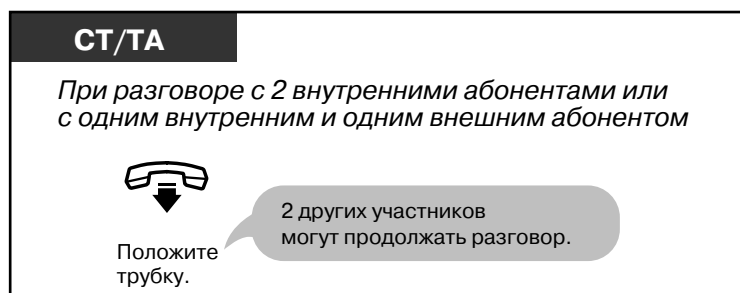 СТ/ТА
При разговоре с 2 внутренними абонентами или
с одним внутренним и одним внешним абонентом
2 других участников
могут продолжать разговор.
Положите
трубку.